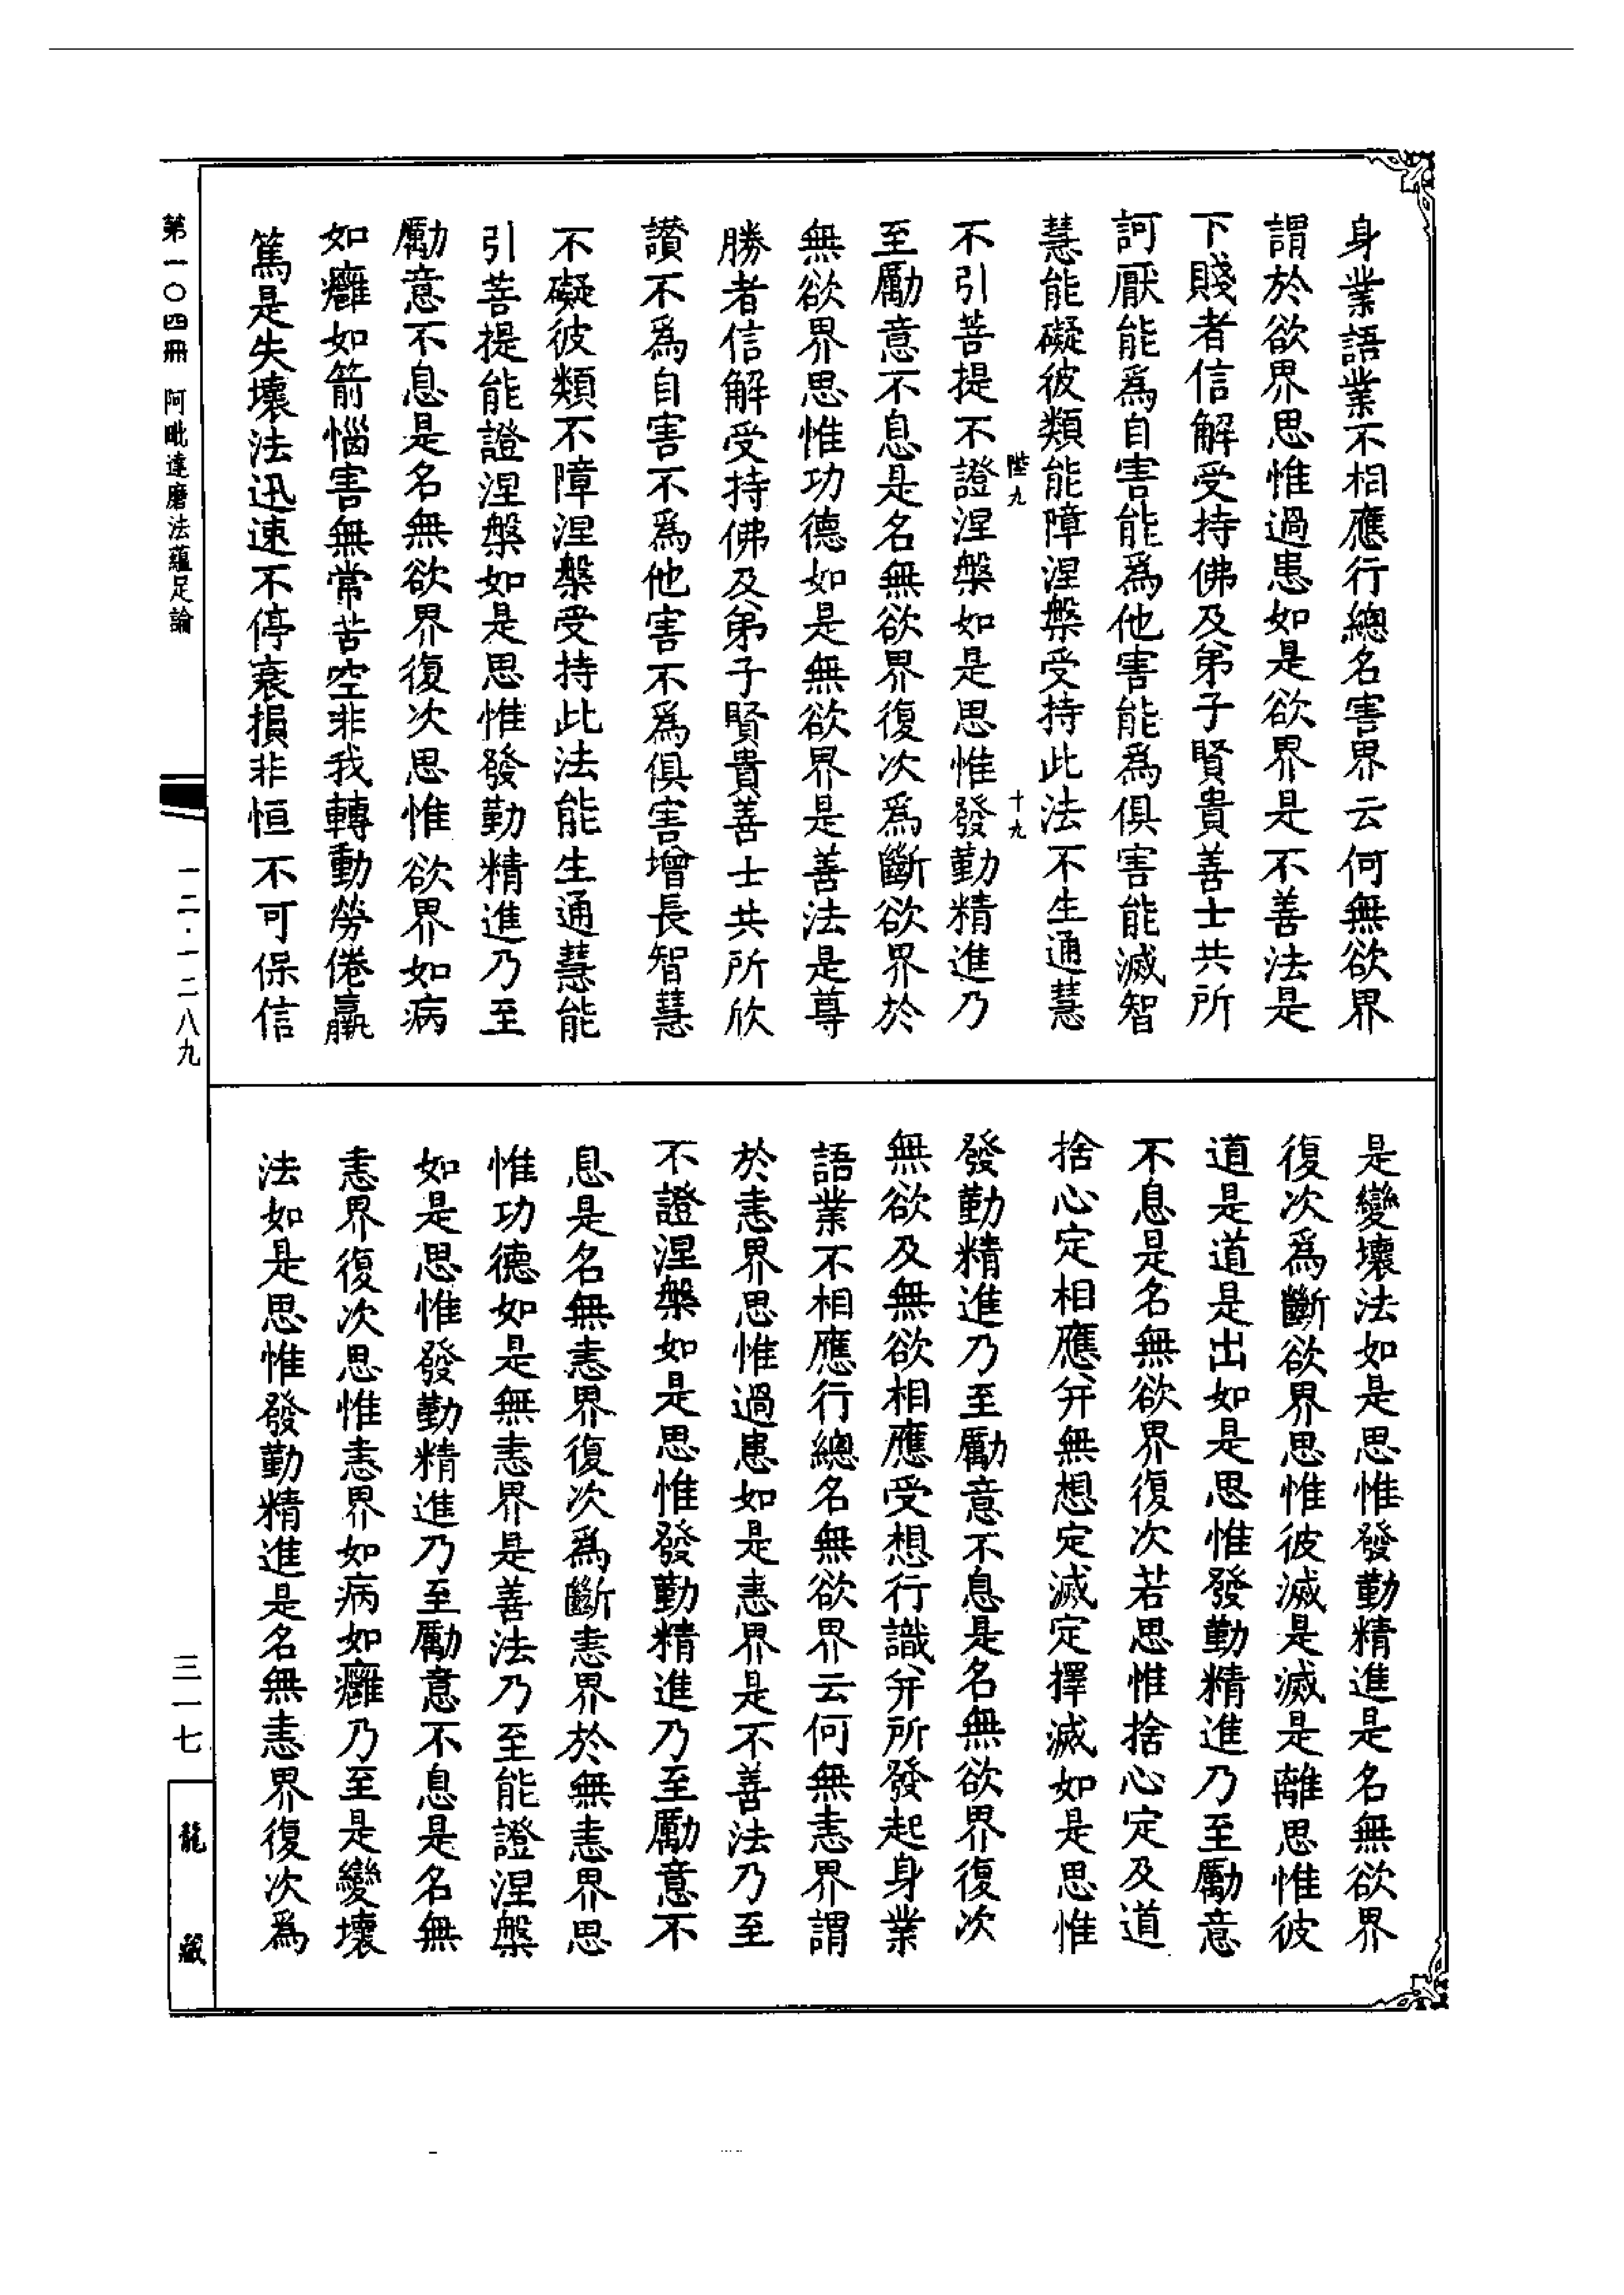 身業語業不相應行總名害界云何無欲界
謂於欲界思惟過患如是欲界是不善法是
下賤者信解受持佛及弟子賢貴善士共所
訶厭能為自害能為他害能為俱害能滅智
慧能礙彼類能障涅槃受持此法不生通慧
陛九 十九
不引菩提不證涅槃如是思惟發勤精進乃
至勵意不息是名無欲界復次為斷欲界於
無欲界思惟功德如是無欲界是善法是尊
勝者信解受持佛及弟子賢貴善士共所欣
讚不為自害不為他害不為俱害增長智慧
不礙彼類不障涅槃受持此法能生通慧能
引菩提能證涅槃如是思惟發勤精進乃至
勵意不息是名無欲界復次思惟欲界如病
如癰如箭惱害無常苦空非我轉動勞倦羸
篤是失壞法迅速不停衰損非恒不可保信
是變壞法如是思惟發勤精進是名無欲界
復次為斷欲界思惟彼滅是滅是離思惟彼
道是道是出如是思惟發勤精進乃至勵意
不息是名無欲界復次若思惟捨心定及道
捨心定相應并無想定滅定擇滅如是思惟
發勤精進乃至勵意不息是名無欲界復次
無欲及無欲相應受想行識并所發起身業
語業不相應行總名無欲界云何無恚界謂
於恚界思惟過患如是恚界是不善法乃至
不證涅槃如是思惟發勤精進乃至勵意不
息是名無恚界復次為斷恚界於無恚界思
惟功德如是無恚界是善法乃至能證涅槃
如是思惟發勤精進乃至勵意不息是名無
恚界復次思惟恚界如病如癰乃至是變壞
法如是思惟發勤精進是名無恚界復次為
第一〇四冊 阿毗達磨法蘊足論
一二·一二八九
三一七
龍藏